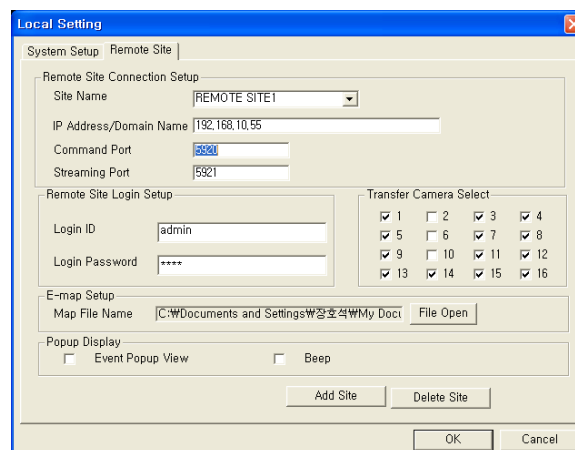 Local Setting
System Setup Remote Site
Remote Site Connection Setup
Site Name REMOTE SITE1
IP Address/Domain Name 192,168,10,55
Command Port 5920
Streaming Port 5921
Remote Site Login Setup Transfer Camera Select
1 2 3 4
Login ID admin 5 6 7 8
9 10 11 12
Login Password ****
13 14 15 16
E-map Setup
Map File Name C:₩Documents and Settings₩장호석₩My Docu File Open
Popup Display
Event Popup View Beep
Add Site Delete Site
OK Cancel